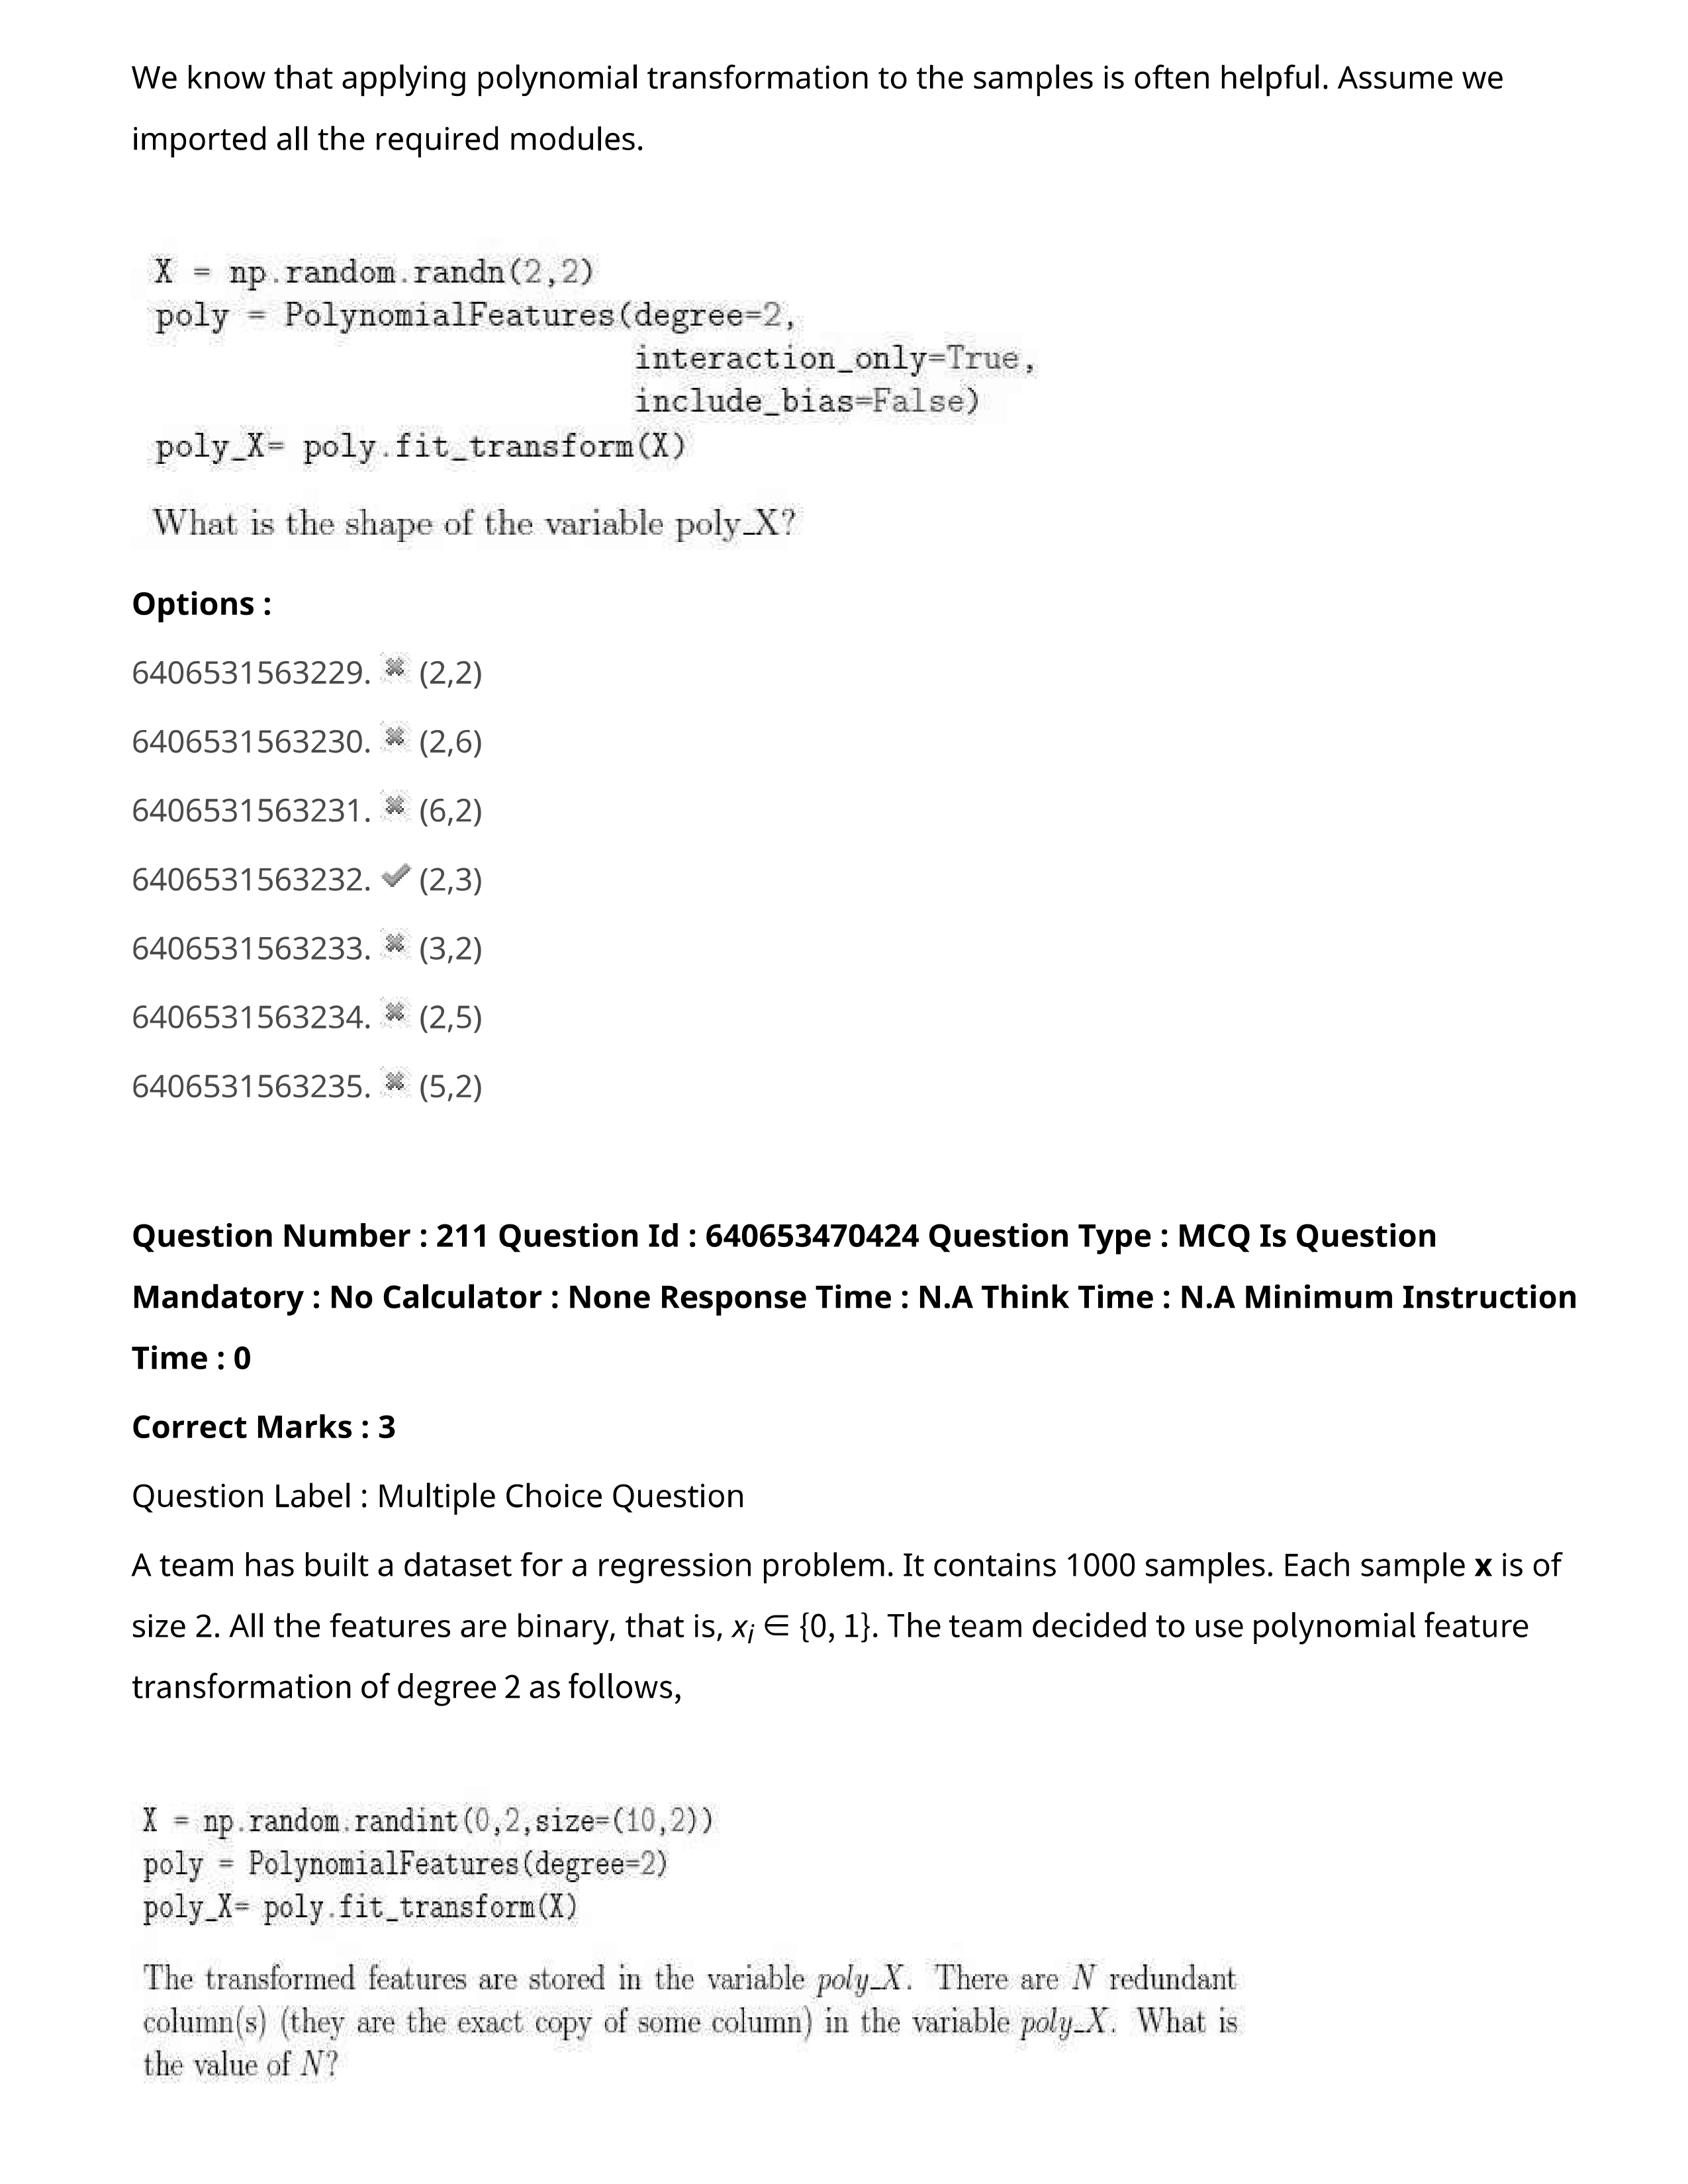 We know that applying polynomial transformation to the samples is often helpful. Assume we
imported all the required modules.
X = np.random.randn(2,2)
poly = PolynomialFeatures(degree=2,
interaction_only=True,
include_bias=False)
poly_X= poly.fit_transform(X)
What is the shape of the variable poly_X?
Options :
6406531563229. ✖ (2,2)
6406531563230. ✖ (2,6)
6406531563231. ✖ (6,2)
6406531563232. ✔ (2,3)
6406531563233. ✖ (3,2)
6406531563234. ✖ (2,5)
6406531563235. ✖ (5,2)
Question Number : 211 Question Id : 640653470424 Question Type : MCQ Is Question
Mandatory : No Calculator : None Response Time : N.A Think Time : N.A Minimum Instruction
Time : 0
Correct Marks : 3
Question Label : Multiple Choice Question
A team has built a dataset for a regression problem. It contains 1000 samples. Each sample x is of
size 2. All the features are binary, that is, xi ∈ {0, 1}. The team decided to use polynomial feature
transformation of degree 2 as follows,
X = np.random.randint(0,2,size=(10,2))
poly = PolynomialFeatures(degree=2)
poly_X= poly.fit_transform(X)
The transformed features are stored in the variable poly_X. There are N redundant
column(s) (they are the exact copy of some column) in the variable poly_X. What is
the value of N?